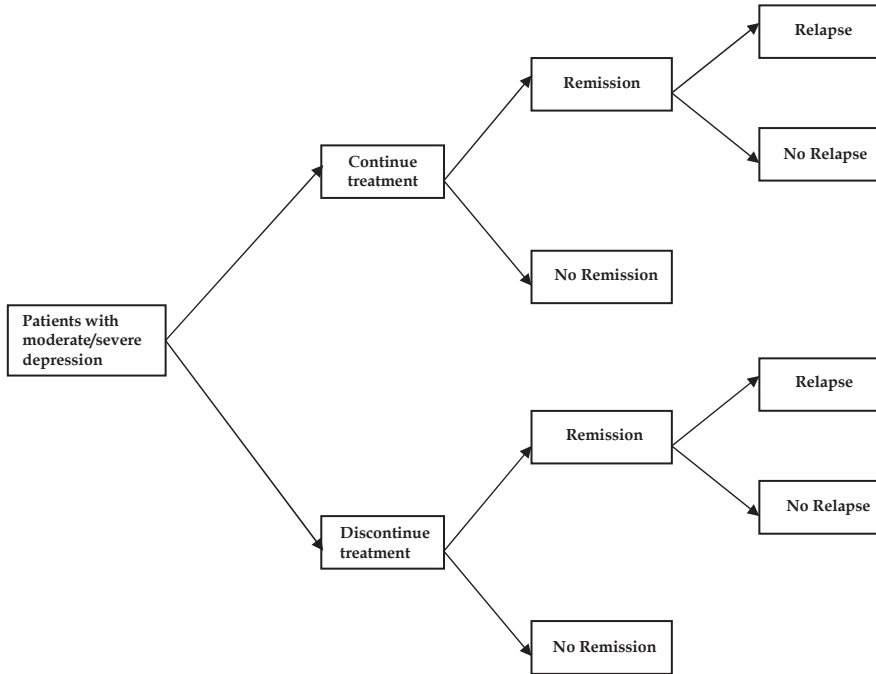 Relapse
Remission
No Relapse
Continue
treatment
No Remission
Patients with
moderate/severe
depression
Relapse
Remission
No Relapse
Discontinue
treatment
No Remission